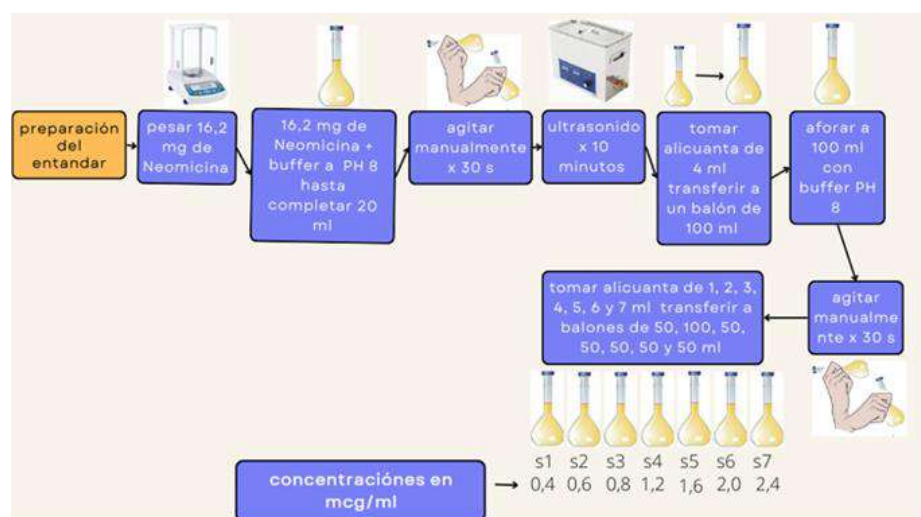 preparación
del
entandar
pesar 16,2
mg de
Neomicina
16,2 mg de
Neomicina +
buffer a PH 8
hasta
completar 20
ml
agitar
manualmente
x 30 s
ultrasonido
x 10
minutos
tomar
alicuanta de
4 ml
transferir a
un balón de
100 ml
aforar a
100 ml
con
buffer PH
8
agitar
manualme
nte x 30 s
tomar alicuanta de 1, 2, 3,
4, 5, 6 y 7 ml transferir a
balones de 50, 100, 50,
50, 50, 50 y 50 ml
s1 s2 s3 s4 s5 s6 s7
0,4 0,6 0,8 1,2 1,6 2,0 2,4
concentraciónes en
mcg/ml